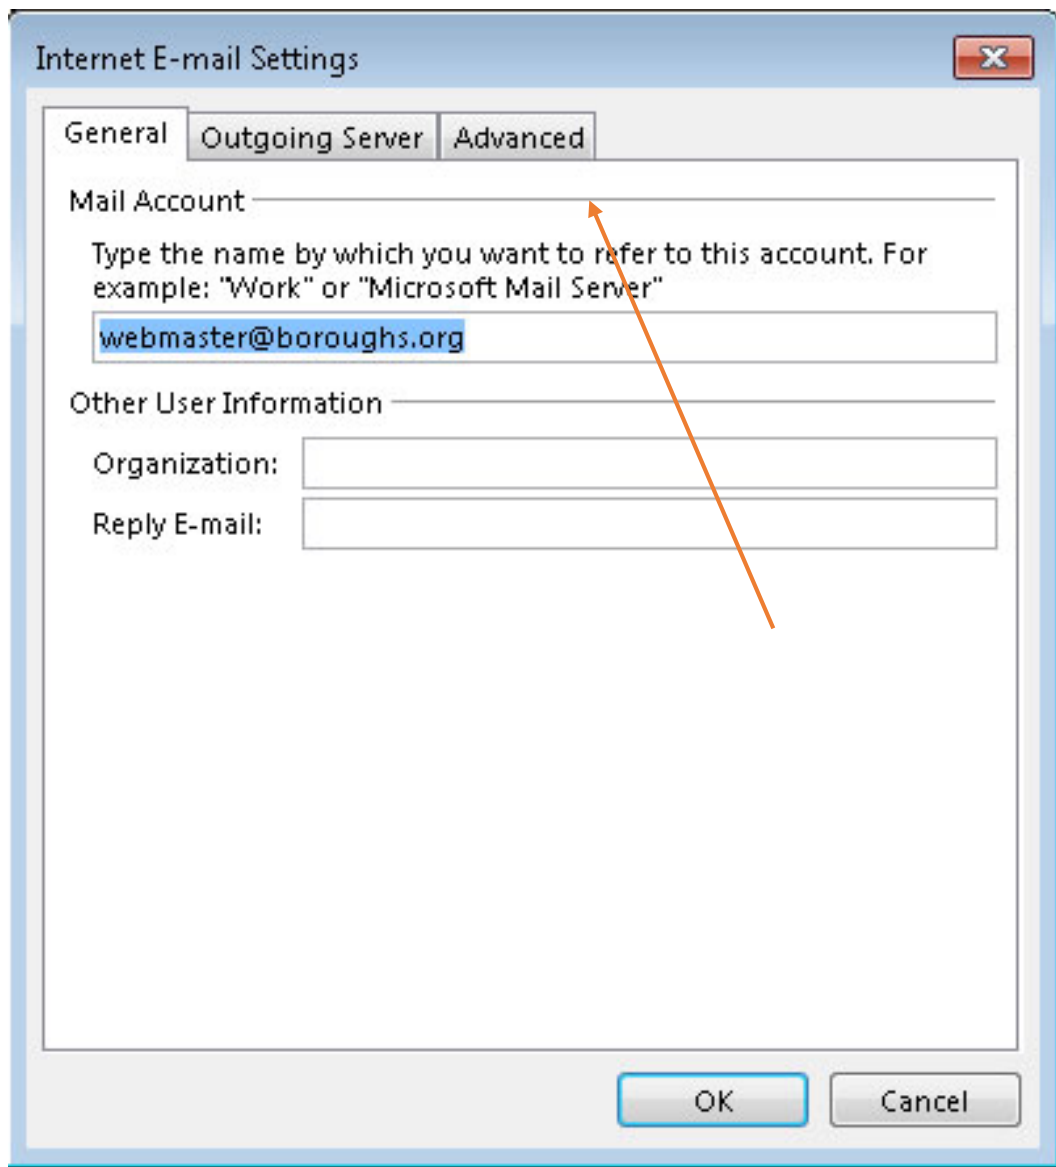 Internet E-mail Settings
General Outgoing Server Advanced
Mail Account
Type the name by which you want to refer to this account. For
example: "Work" or "Microsoft Mail Server"
webmaster@boroughs.org
Other User Information
Organization:
Reply E-mail:
OK Cancel